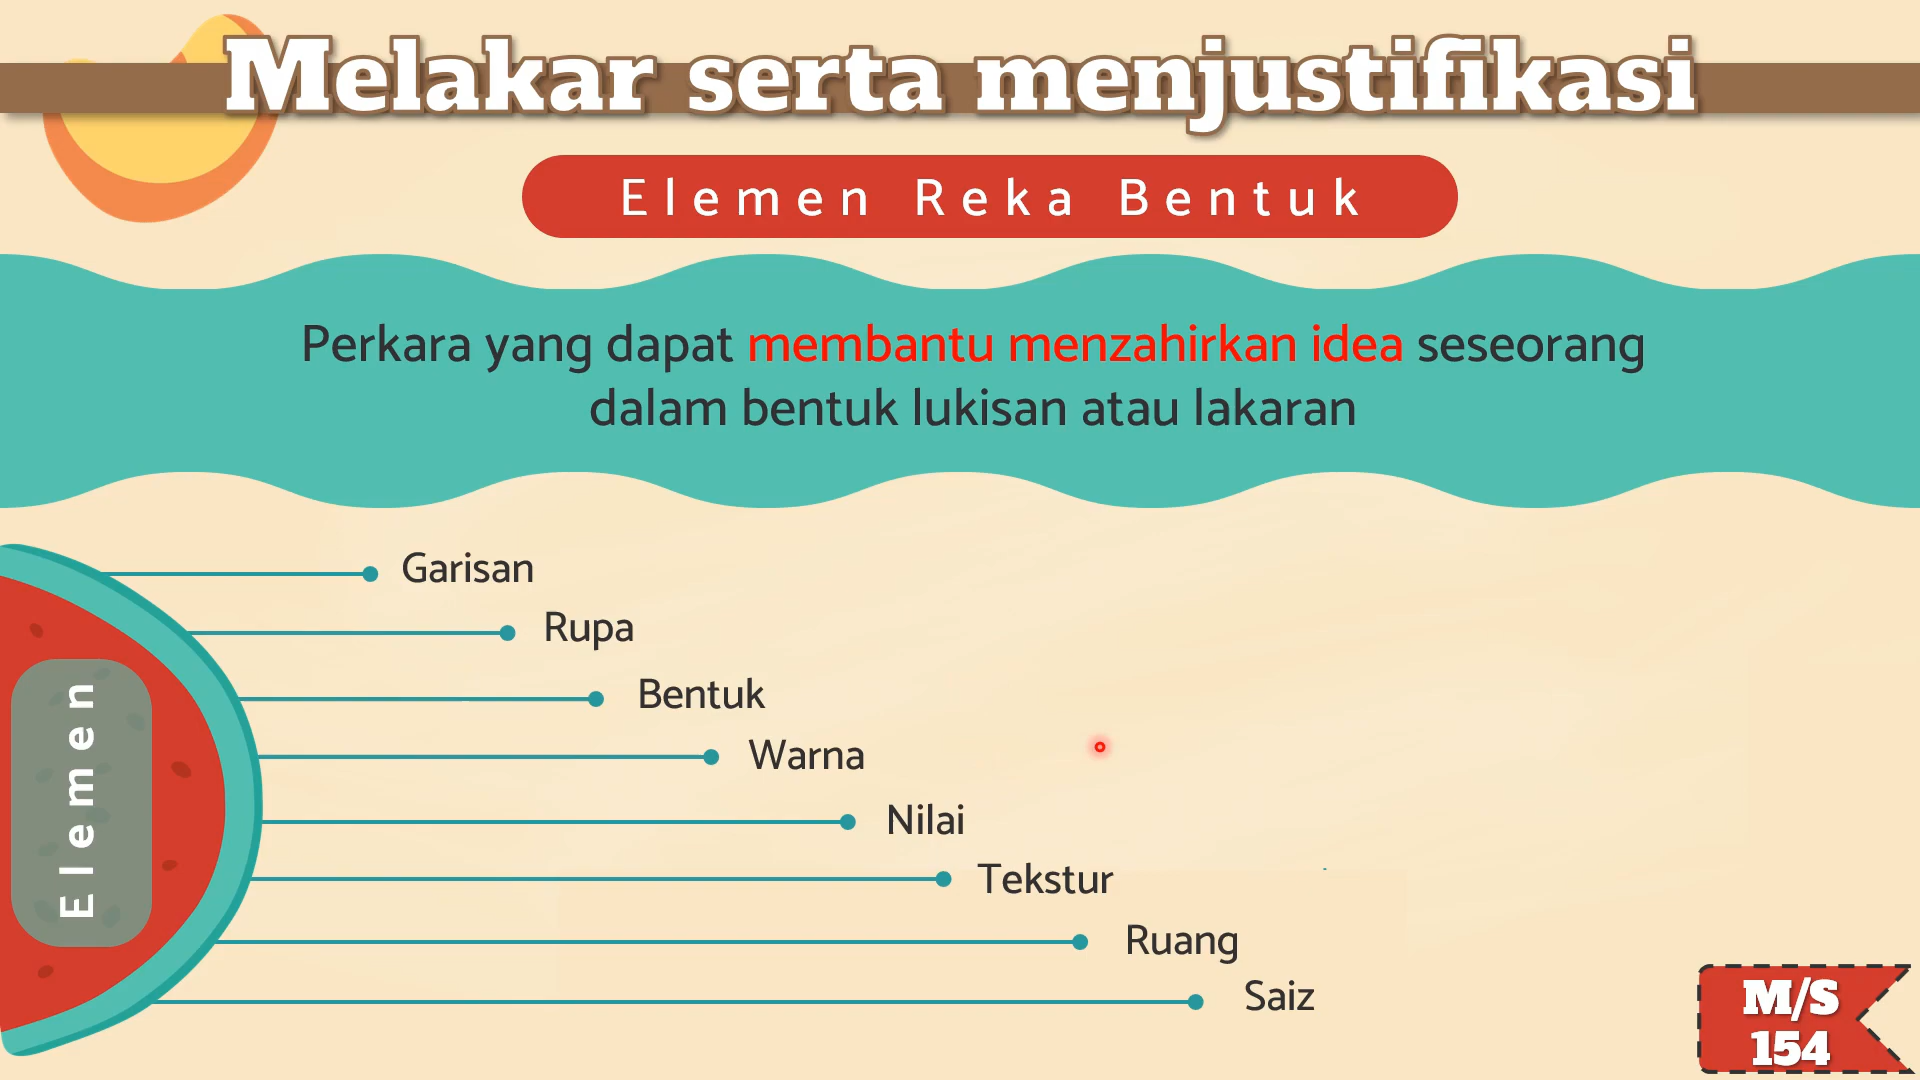 Melakar serta menjustifikasi
Elemen Reka Bentuk
Perkara yang dapat membantu menzahirkan idea seseorang
dalam bentuk lukisan atau lakaran
Elemen
Garisan
Rupa
Bentuk
Warna
Nilai
Tekstur
Ruang
Saiz
M/S
154